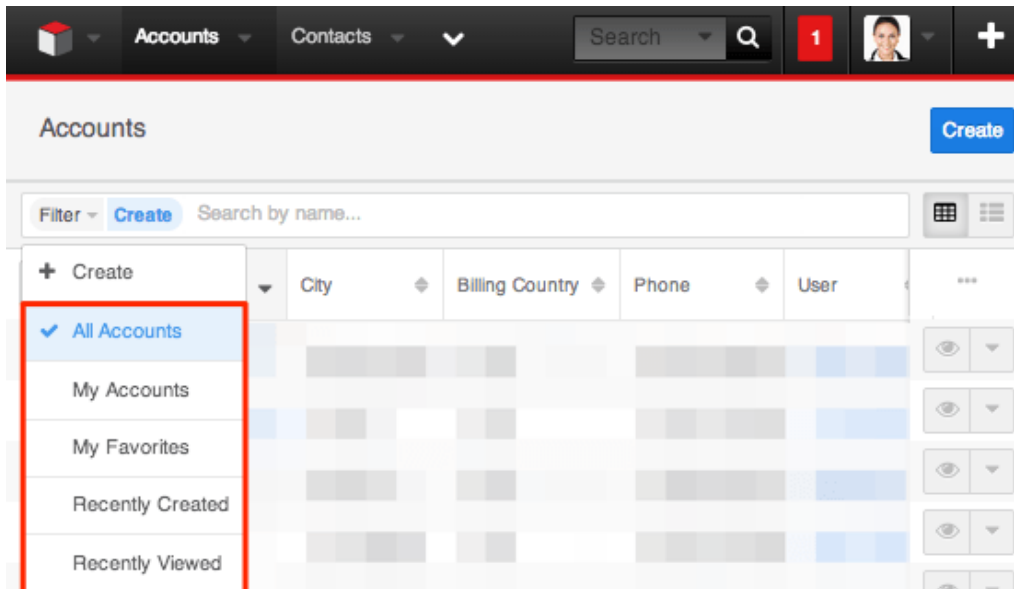 Accounts Contacts Search 1
Accounts
Create
Filter Create Search by name...
Create
City Billing Country Phone User
All Accounts
My Accounts
My Favorites
Recently Created
Recently Viewed